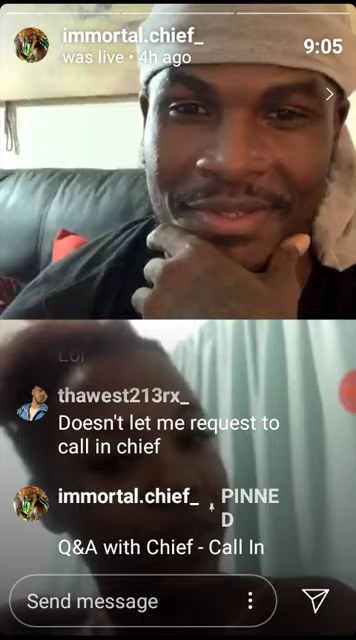 immortal.chief_
was live • 4h ago
9:05
Lol
thawest213rx_
Doesn't let me request to
call in chief
immortal.chief_ PINNE
D
Q&A with Chief - Call In
Send message